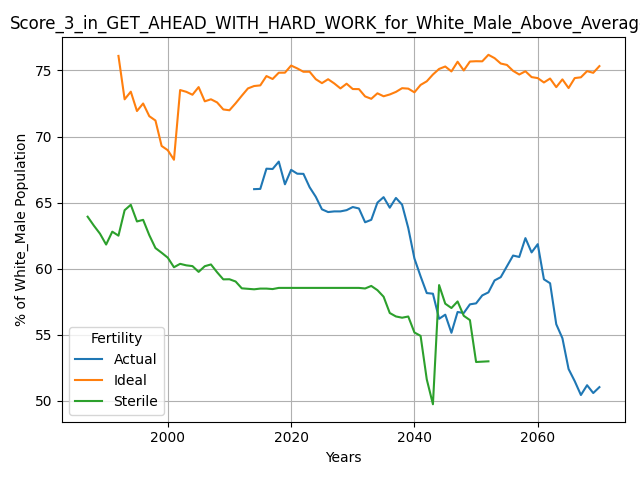 Score_3_in_GET_AHEAD_WITH_HARD_WORK_for_White_Male_Above_Averag
% of White_Male Population
75
70
65
60
55
50
Fertility
Actual
Ideal
Sterile
2000 2020 2040 2060
Years